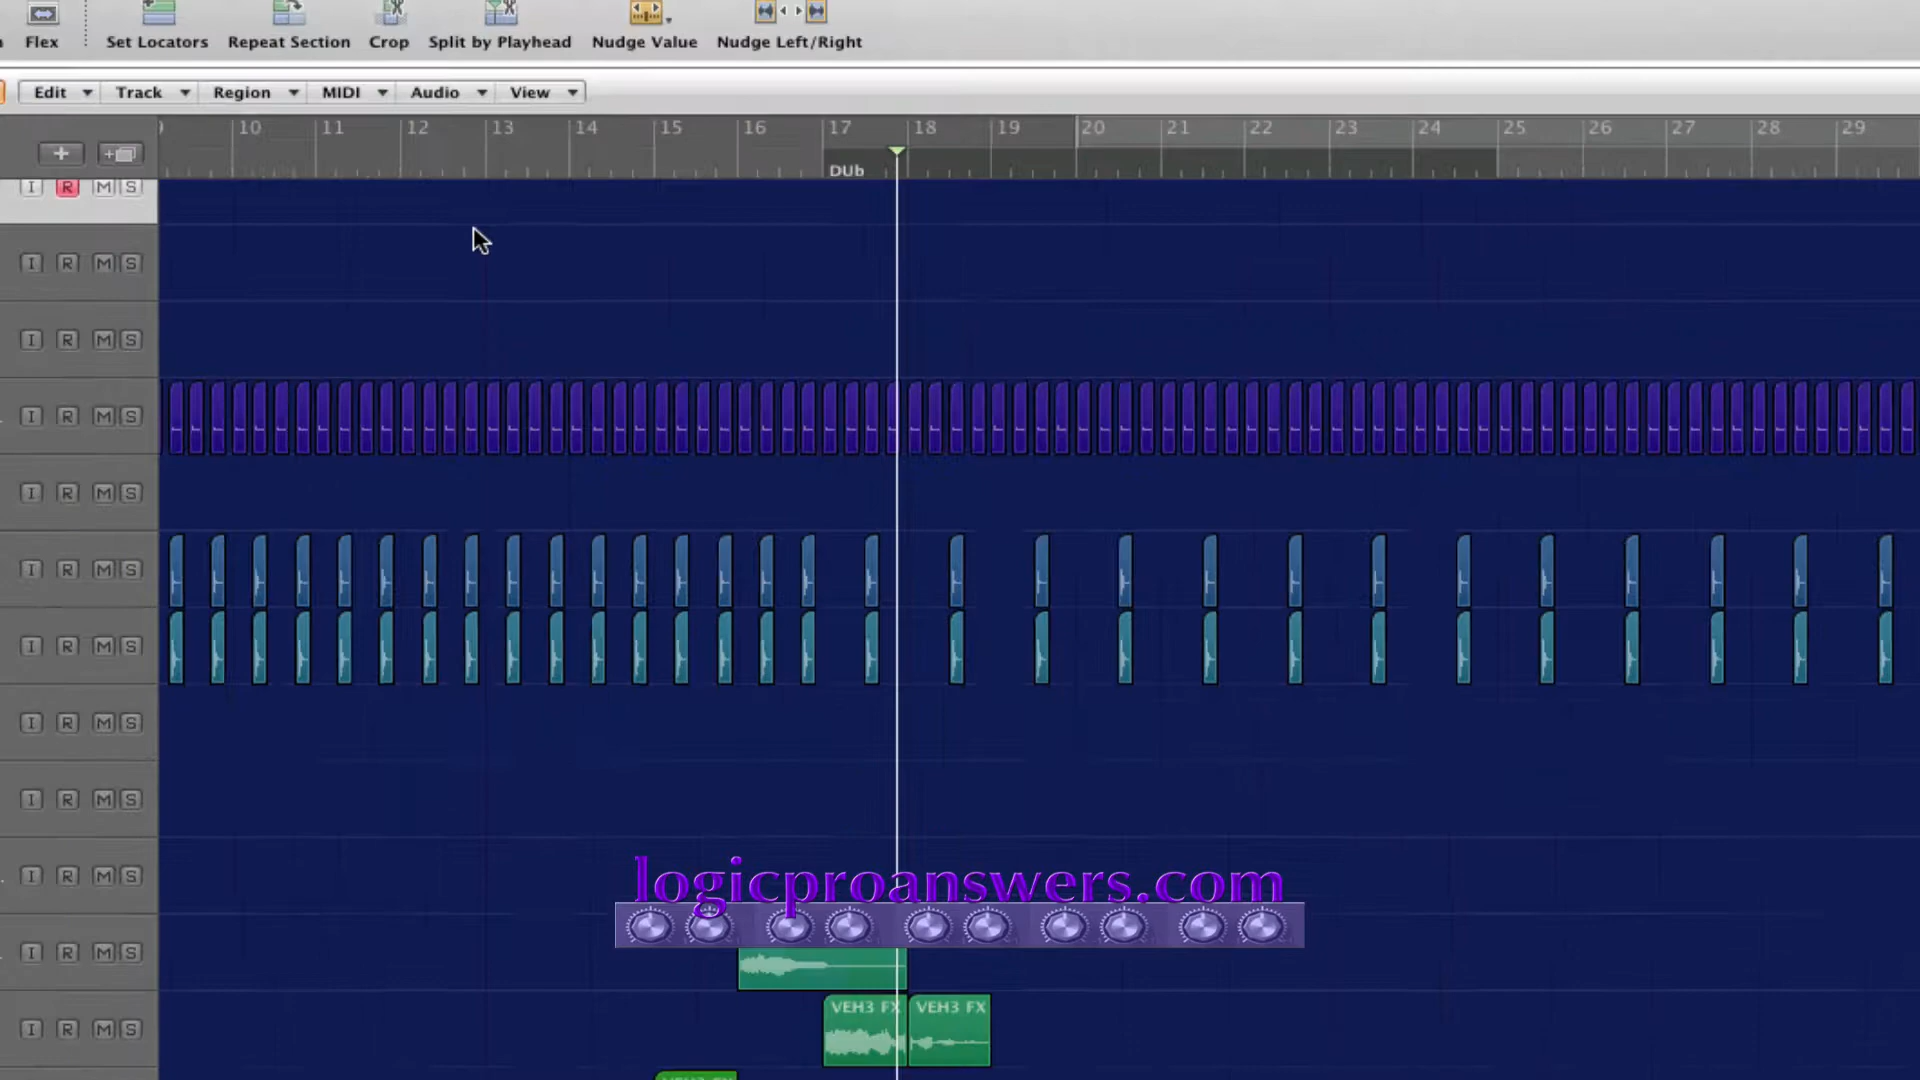 Flex Set Locators Repeat Section Crop Split by Playhead Nudge Value Nudge Left/Right
Edit Track Region MIDI Audio View
10 11 12 13 14 15 16 17 18 19 20 21 22 23 24 25 26 27 28 29
DUb
I R M S
I R M S
I R M S
I R M S
I R M S
I R M S
I R M S
I R M S
I R M S
I R M S
logicproanswers.com
I R M S
I R M S
VEH3 FX VEH3 FX